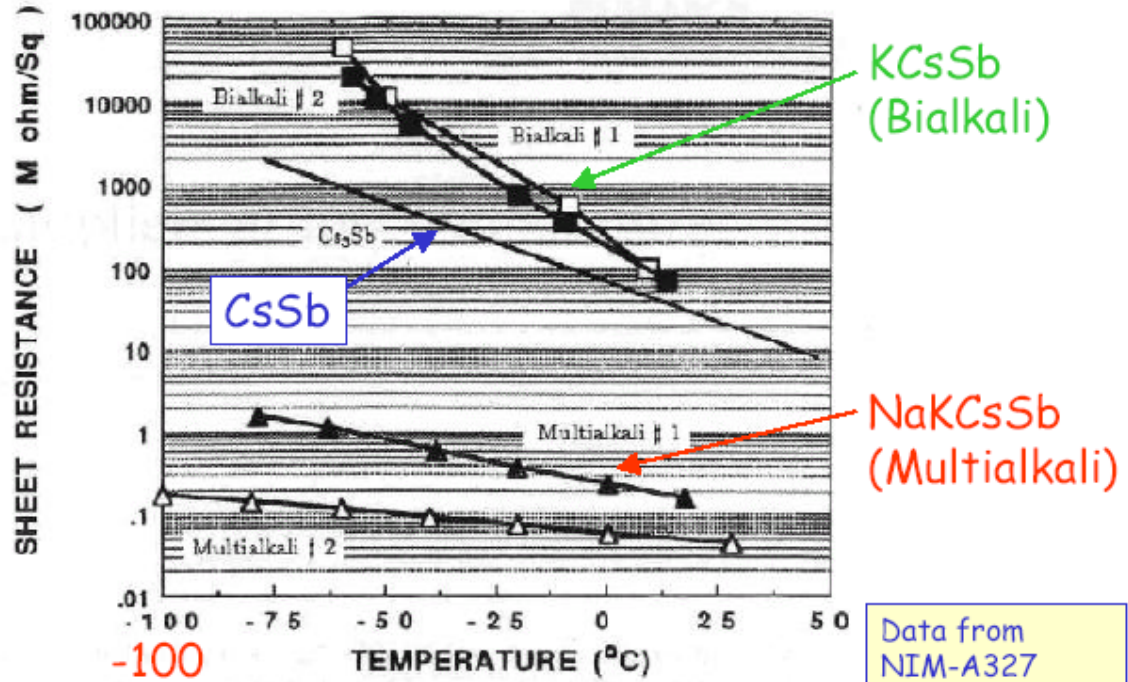 SHEET RESISTANCE ( M ohm/Sq )
100000
10000
1000
100
10
1
.1
.01
Bialkali # 2
Bialkali # 1
Cs₃Sb
CsSb
Multialkali # 1
Multialkali # 2
KCsSb
(Bialkali)
NaKCsSb
(Multialkali)
-100 -75 -50 -25 0 25 50
-100
TEMPERATURE (°C)
Data from
NIM-A327